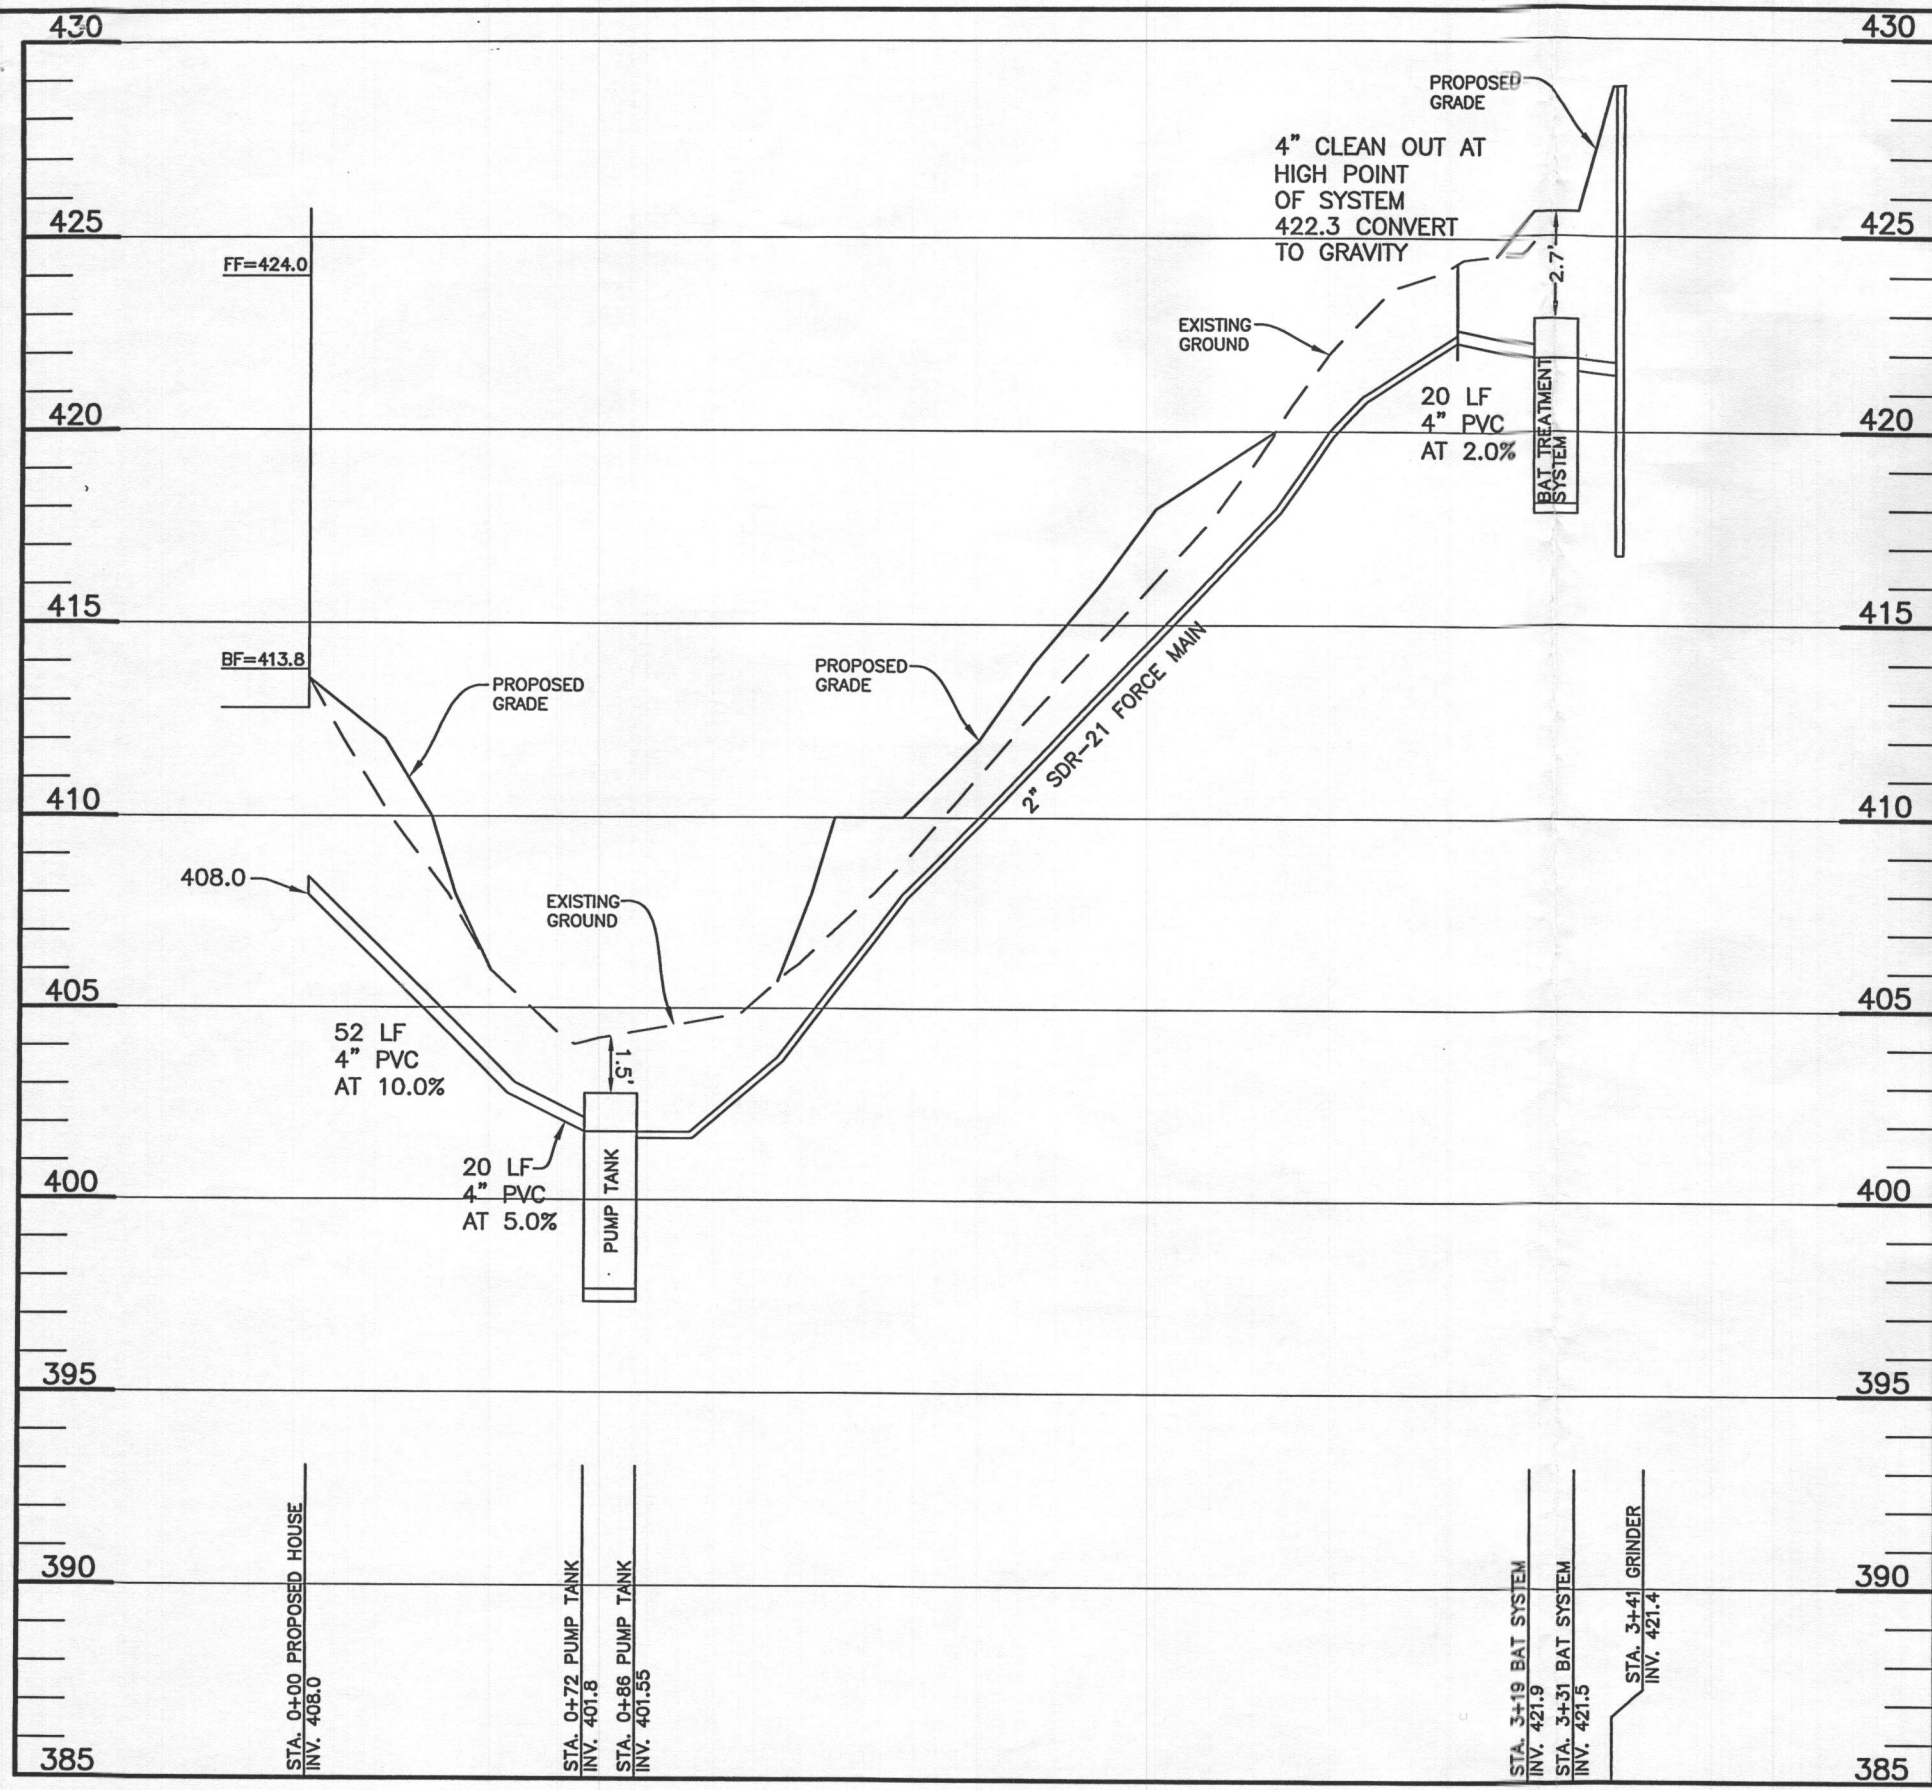 430
430
425
425
420
420
415
415
410
410
405
405
400
400
395
395
390
390
385
385
FF=424.0
BF=413.8
PROPOSED
GRADE
408.0
52 LF
4" PVC
AT 10.0%
EXISTING
GROUND
1.5'
20 LF
4" PVC
AT 5.0%
PUMP TANK
PROPOSED
GRADE
2" SDR-21 FORCE MAIN
EXISTING
GROUND
4" CLEAN OUT AT
HIGH POINT
OF SYSTEM
422.3 CONVERT
TO GRAVITY
PROPOSED
GRADE
2.7'
20 LF
4" PVC
AT 2.0%
BAT TREATMENT
SYSTEM
STA. 0+00 PROPOSED HOUSE
INV. 408.0
STA. 0+72 PUMP TANK
INV. 401.8
STA. 0+86 PUMP TANK
INV. 401.55
STA. 3+19 BAT SYSTEM
INV. 421.9
STA. 3+31 BAT SYSTEM
INV. 421.5
STA. 3+41 GRINDER
INV. 421.4